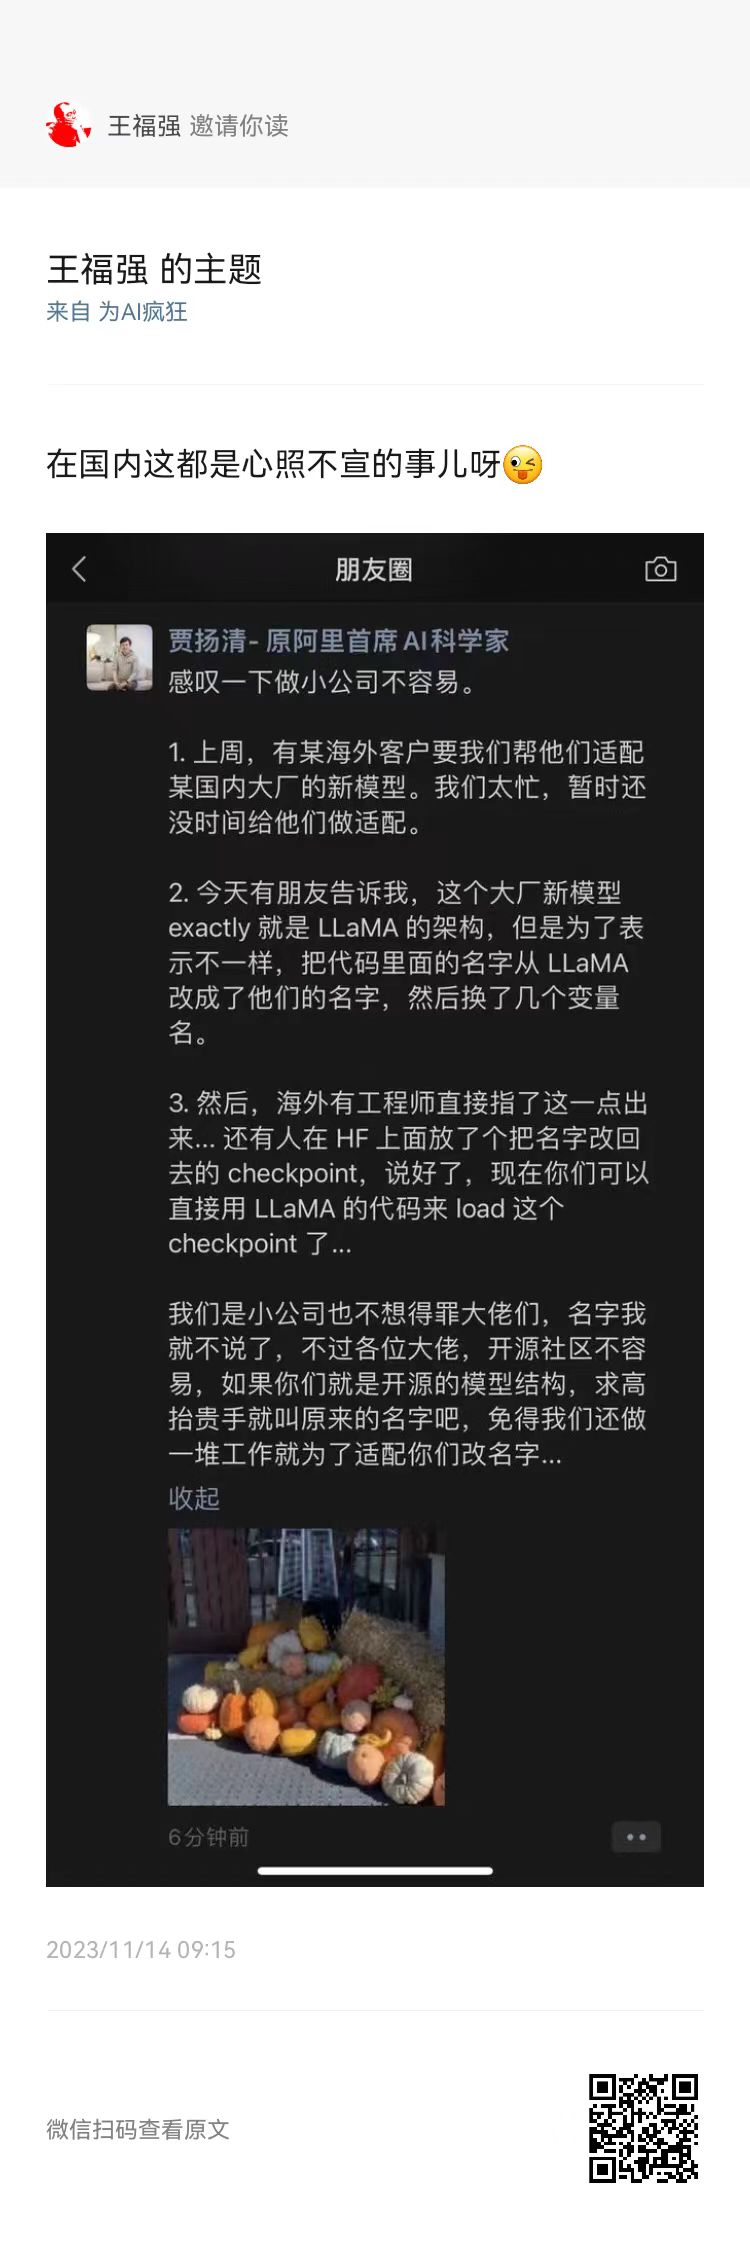 王福强 邀请你读
王福强 的主题
来自 为AI疯狂
在国内这都是心照不宣的事儿呀😜
朋友圈
贾扬清- 原阿里首席AI科学家
感叹一下做小公司不容易。
1. 上周，有某海外客户要我们帮他们适配
某国内大厂的新模型。我们太忙，暂时还
没时间给他们做适配。
2. 今天有朋友告诉我，这个大厂新模型
exactly 就是 LLaMA 的架构，但是为了表
示不一样，把代码里面的名字从 LLaMA
改成了他们的名字，然后换了几个变量
名。
3. 然后，海外有工程师直接指了这一点出
来... 还有人在 HF 上面放了个把名字改回
去的 checkpoint，说好了，现在你们可以
直接用 LLaMA 的代码来 load 这个
checkpoint 了...
我们是小公司也不想得罪大佬们，名字我
就不说了，不过各位大佬，开源社区不容
易，如果你们就是开源的模型结构，求高
抬贵手就叫原来的名字吧，免得我们还做
一堆工作就为了适配你们改名字...
收起
6分钟前
2023/11/14 09:15
微信扫码查看原文